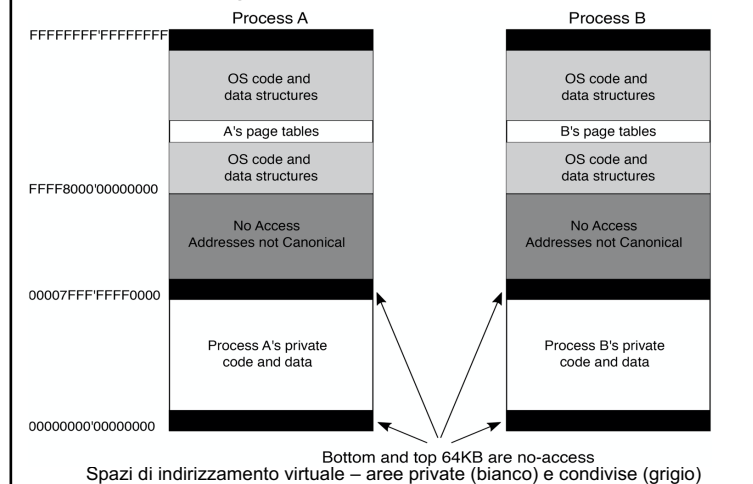 Process A
Process B
FFFFFFFF'FFFFFFFF
OS code and
data structures
OS code and
data structures
A's page tables
B's page tables
OS code and
data structures
OS code and
data structures
FFFF8000'00000000
No Access
Addresses not Canonical
No Access
Addresses not Canonical
00007FFF'FFFF0000
Process A's private
code and data
Process B's private
code and data
00000000'00000000
Bottom and top 64KB are no-access
Spazi di indirizzamento virtuale – aree private (bianco) e condivise (grigio)